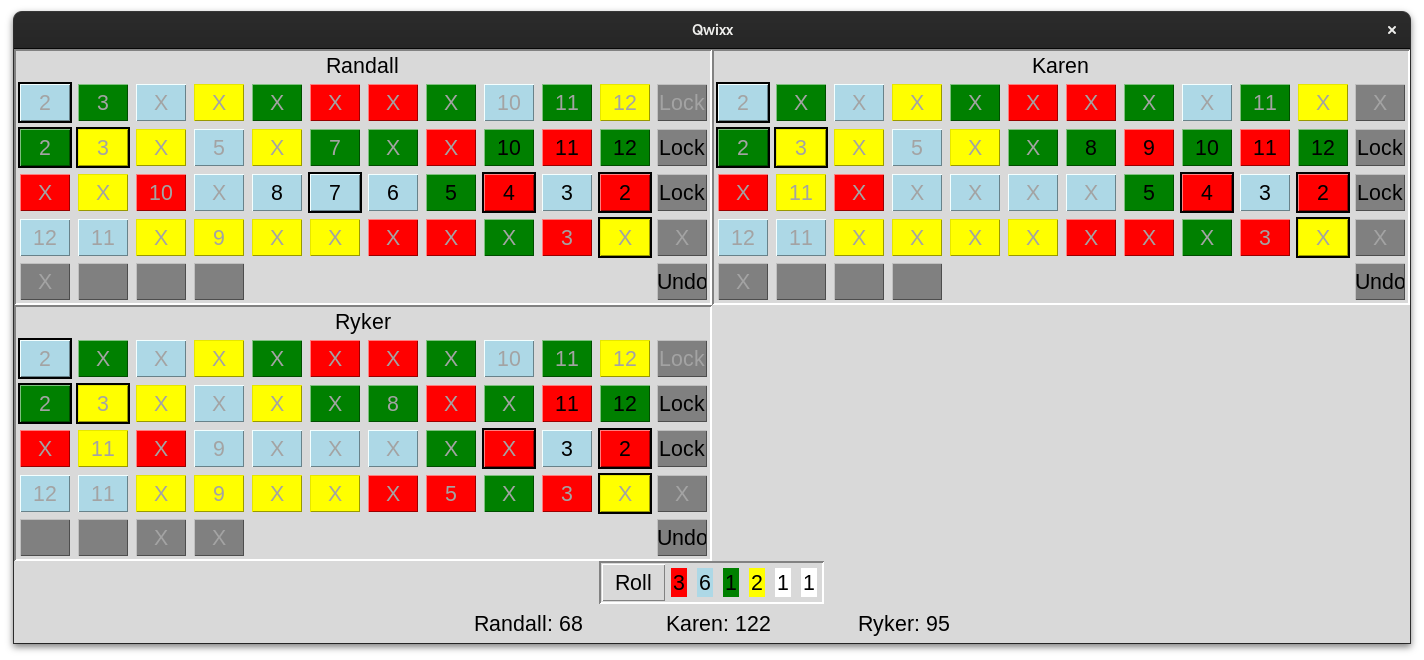 Qwixx ×
Randall
2 3 X X X X X X 10 11 12 Lock
2 3 X 5 X 7 X X 10 11 12 Lock
X X 10 X 8 7 6 5 4 3 2 Lock
12 11 X 9 X X X X X 3 X X
X Undo
Karen
2 X X X X X X X X 11 X X
2 3 X 5 X X 8 9 10 11 12 Lock
X 11 X X X X X 5 4 3 2 Lock
12 11 X X X X X X X 3 X X
X Undo
Ryker
2 X X X X X X X 10 11 12 Lock
2 3 X X X X 8 X X 11 12 Lock
X 11 X 9 X X X X X 3 2 Lock
12 11 X 9 X X X 5 X 3 X X
X X Undo
Roll 3 6 1 2 1 1
Randall: 68 Karen: 122 Ryker: 95